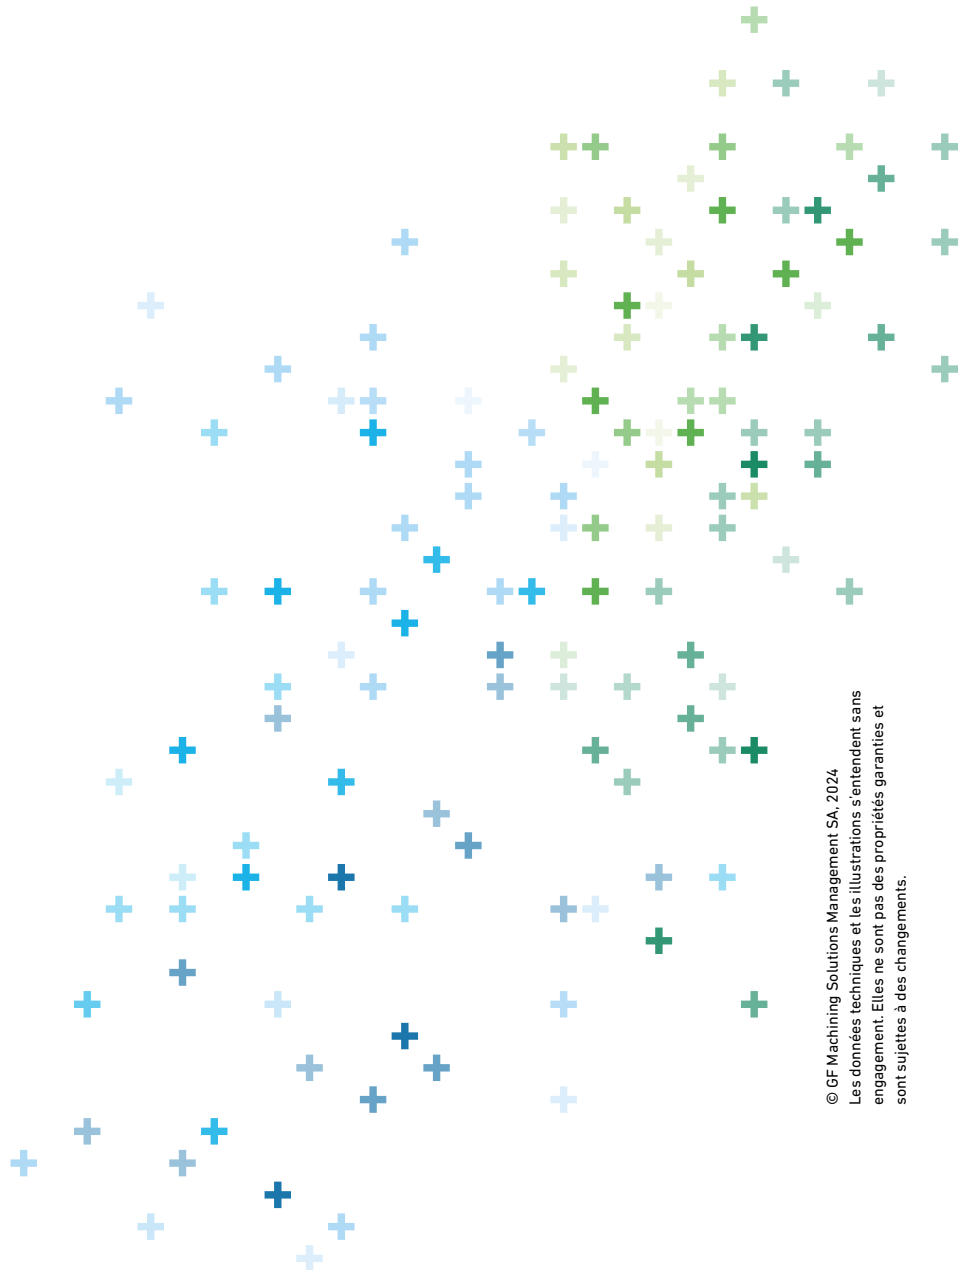 © GF Machining Solutions Management SA, 2024
Les données techniques et les illustrations s'entendent sans
engagement. Elles ne sont pas des propriétés garanties et
sont sujettes à des changements.